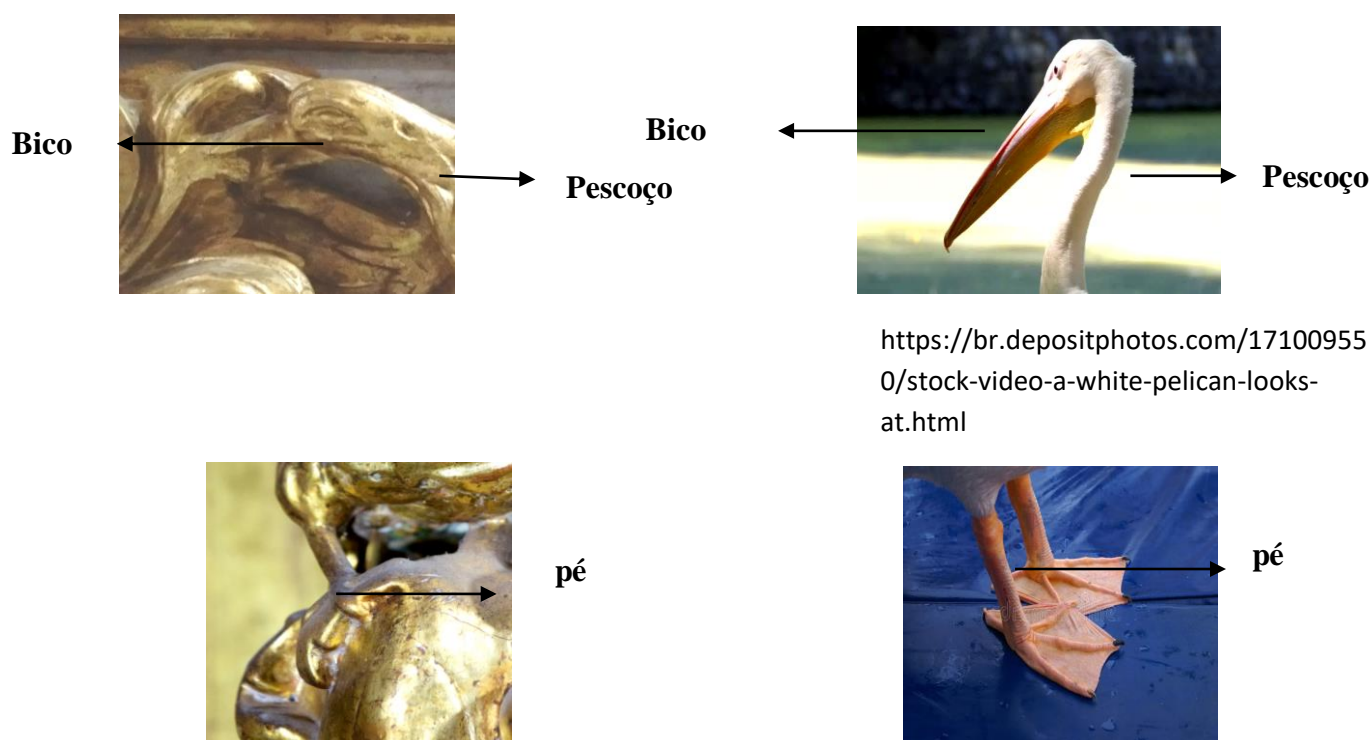 Bico
Pescoço
Bico
Pescoço
https://br.depositphotos.com/17100955
0/stock-video-a-white-pelican-looks-
at.html
pé
pé